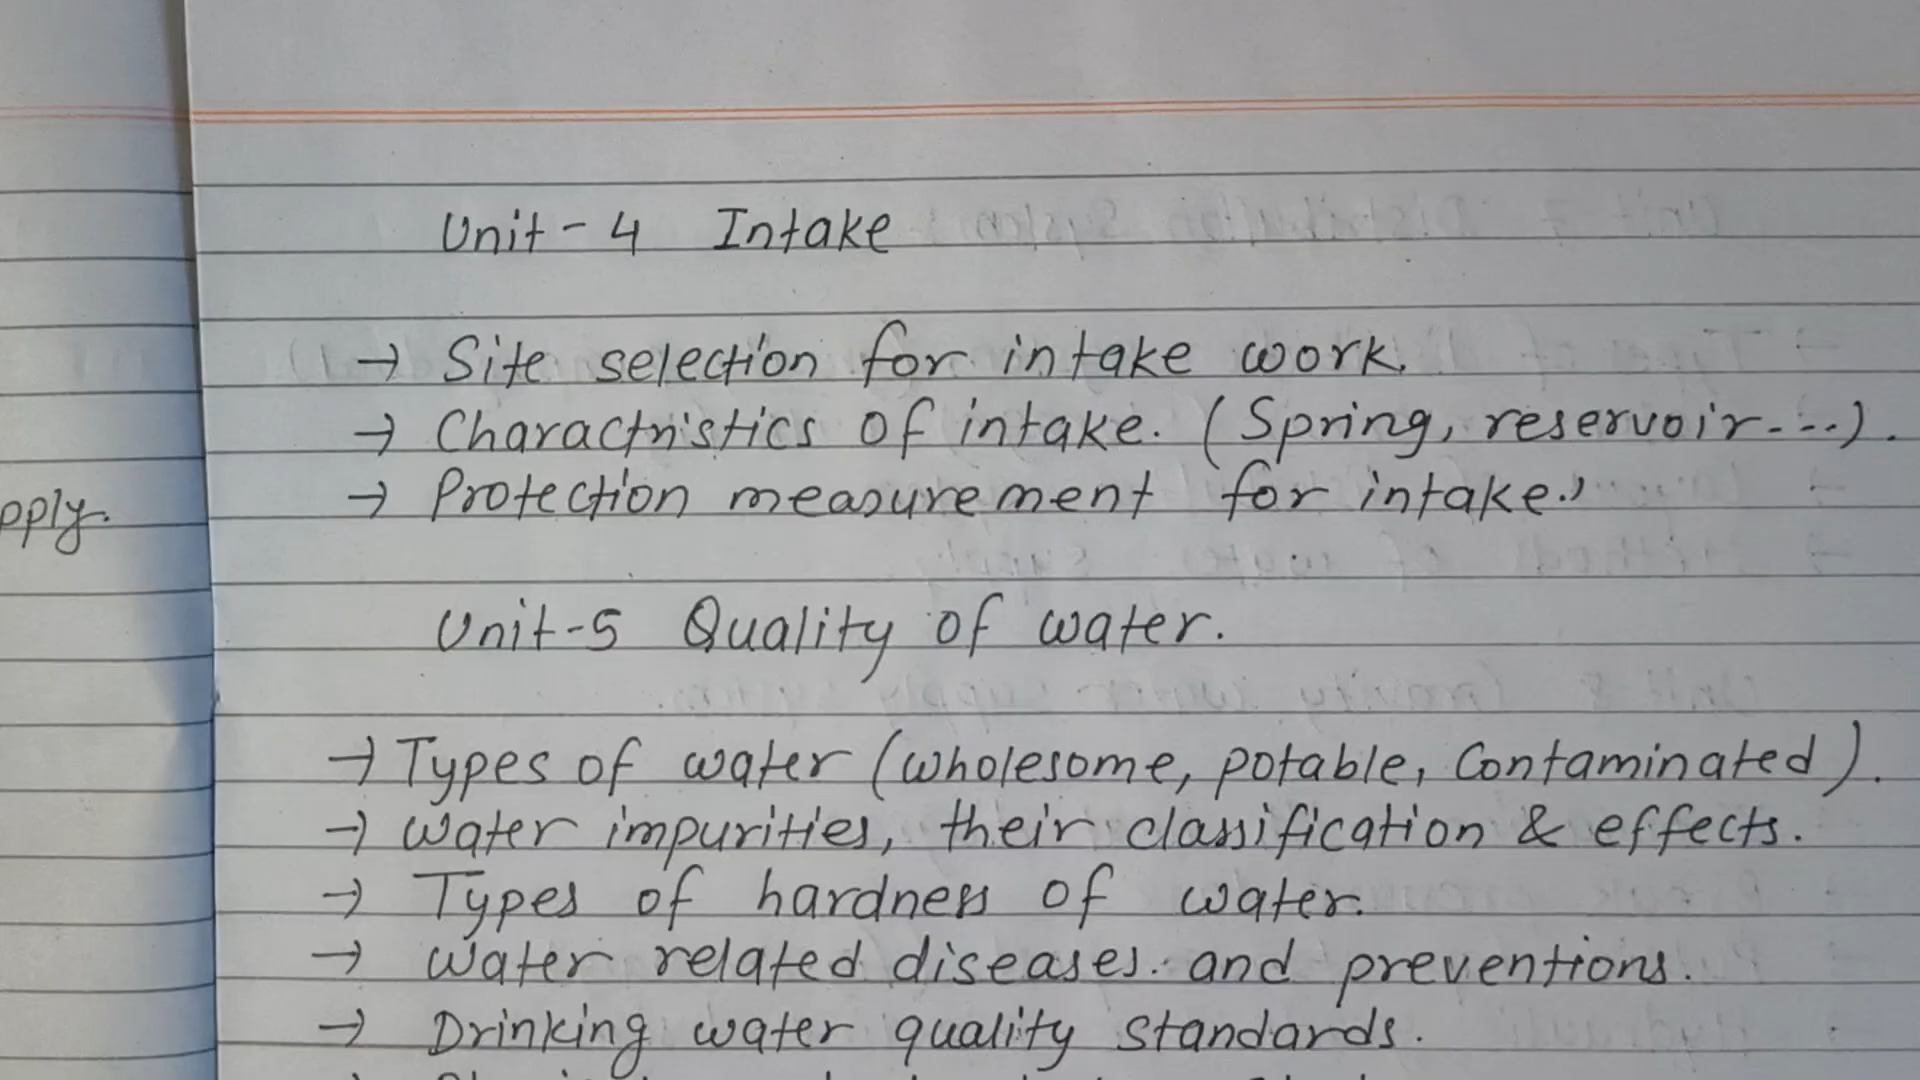 pply.
Unit-4 Intake
→ Site selection for intake work.
→ Charactristics of intake. (Spring, reservoir....).
→ Protection measurement for intake.
Unit-5 Quality of water.
→ Types of water (wholesome, potable, Contaminated).
→ water impurities, their classification & effects.
→ Types of hardness of water.
→ water related diseases. and preventions.
→ Drinking water quality standards.